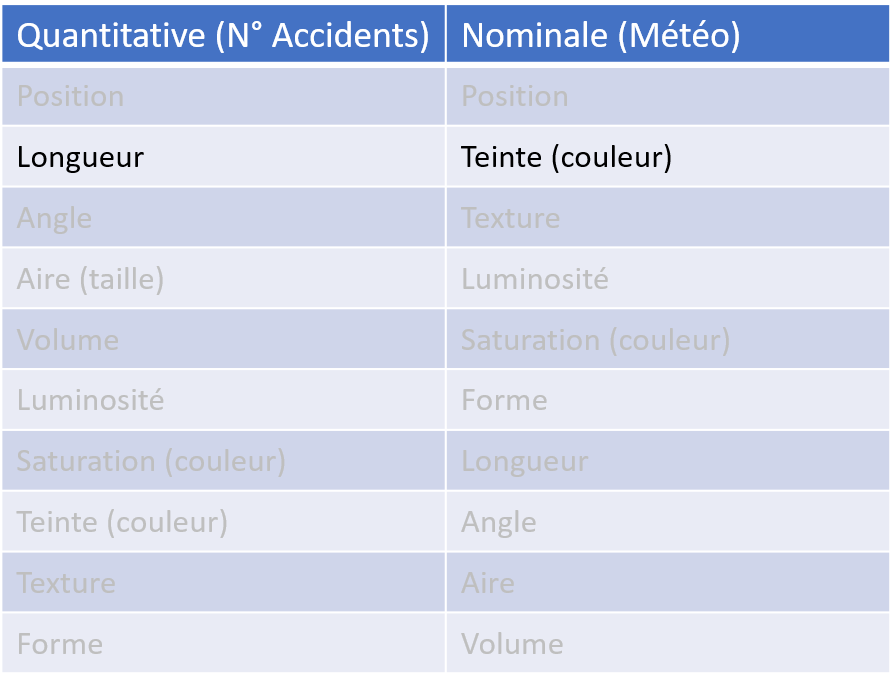 Quantitative (N° Accidents) Nominale (Météo)
Position Position
Longueur Teinte (couleur)
Angle Texture
Aire (taille) Luminosité
Volume Saturation (couleur)
Luminosité Forme
Saturation (couleur) Longueur
Teinte (couleur) Angle
Texture Aire
Forme Volume